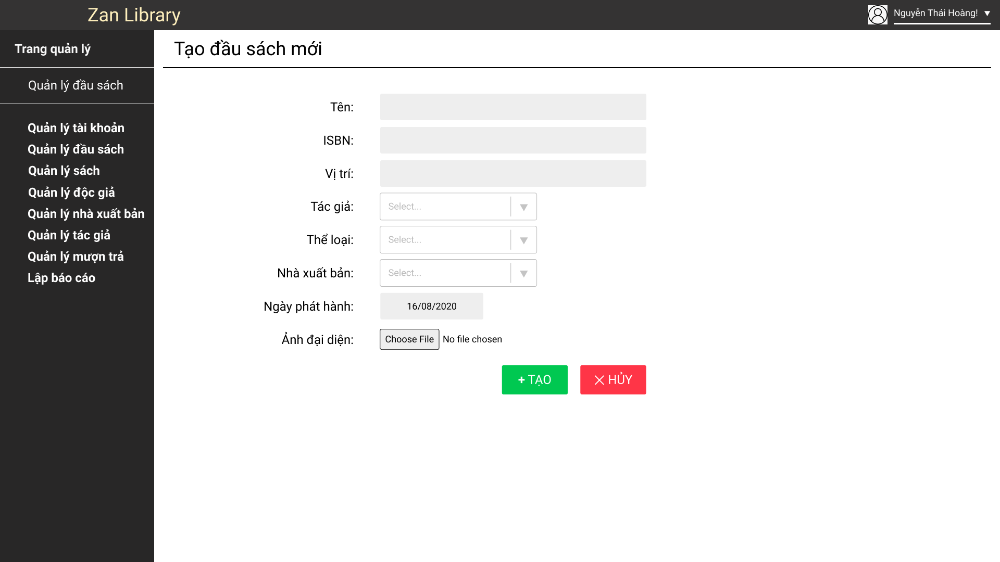 Zan Library
Nguyễn Thái Hoàng!
Trang quản lý
Quản lý đầu sách
Quản lý tài khoản
Quản lý đầu sách
Quản lý sách
Quản lý độc giả
Quản lý nhà xuất bản
Quản lý tác giả
Quản lý mượn trả
Lập báo cáo
Tạo đầu sách mới
Tên:
ISBN:
Vị trí:
Tác giả: Select...
Thể loại: Select...
Nhà xuất bản: Select...
Ngày phát hành: 16/08/2020
Ảnh đại diện: Choose File No file chosen
+ TẠO HỦY